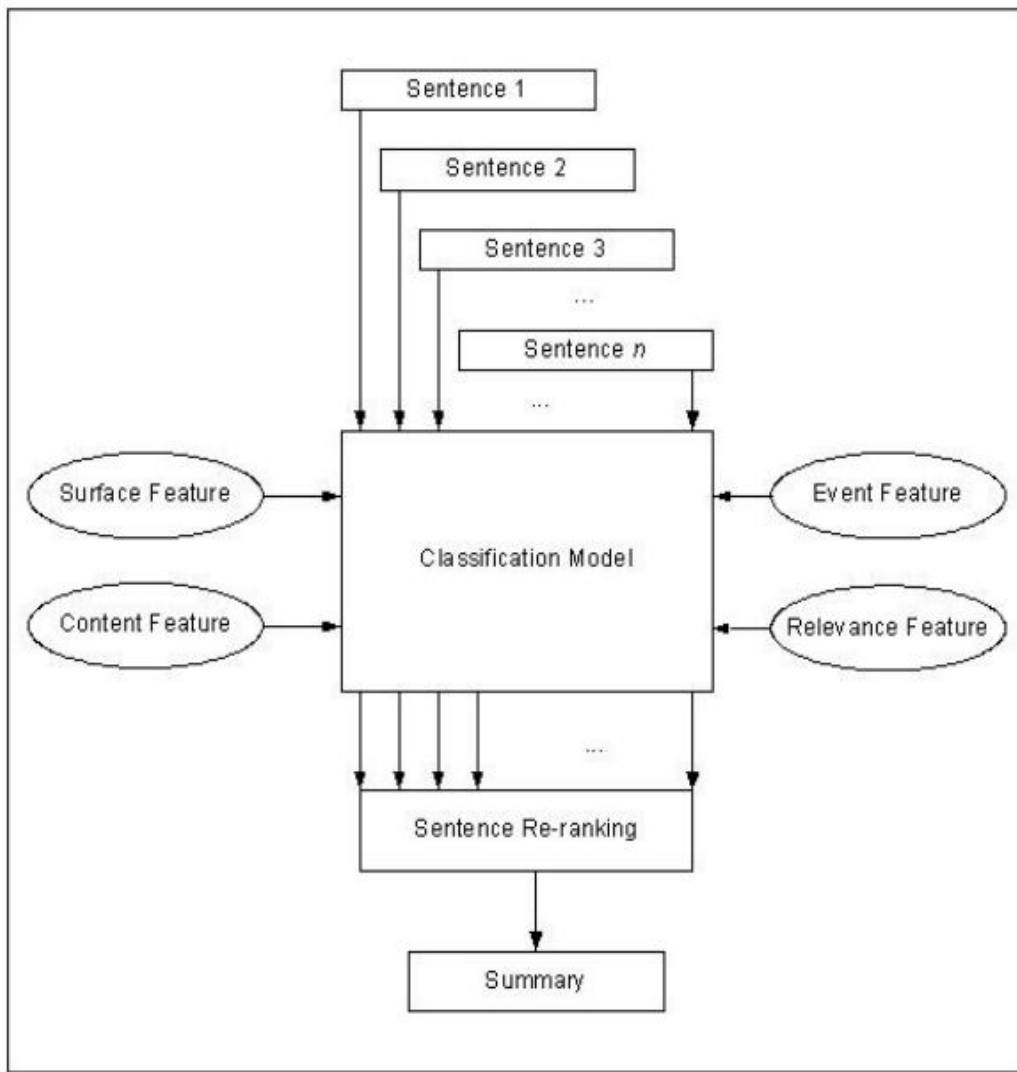 Sentence 1
Sentence 2
Sentence 3
...
Sentence n
...
Surface Feature
Event Feature
Classification Model
Content Feature
Relevance Feature
...
Sentence Re-ranking
Summary